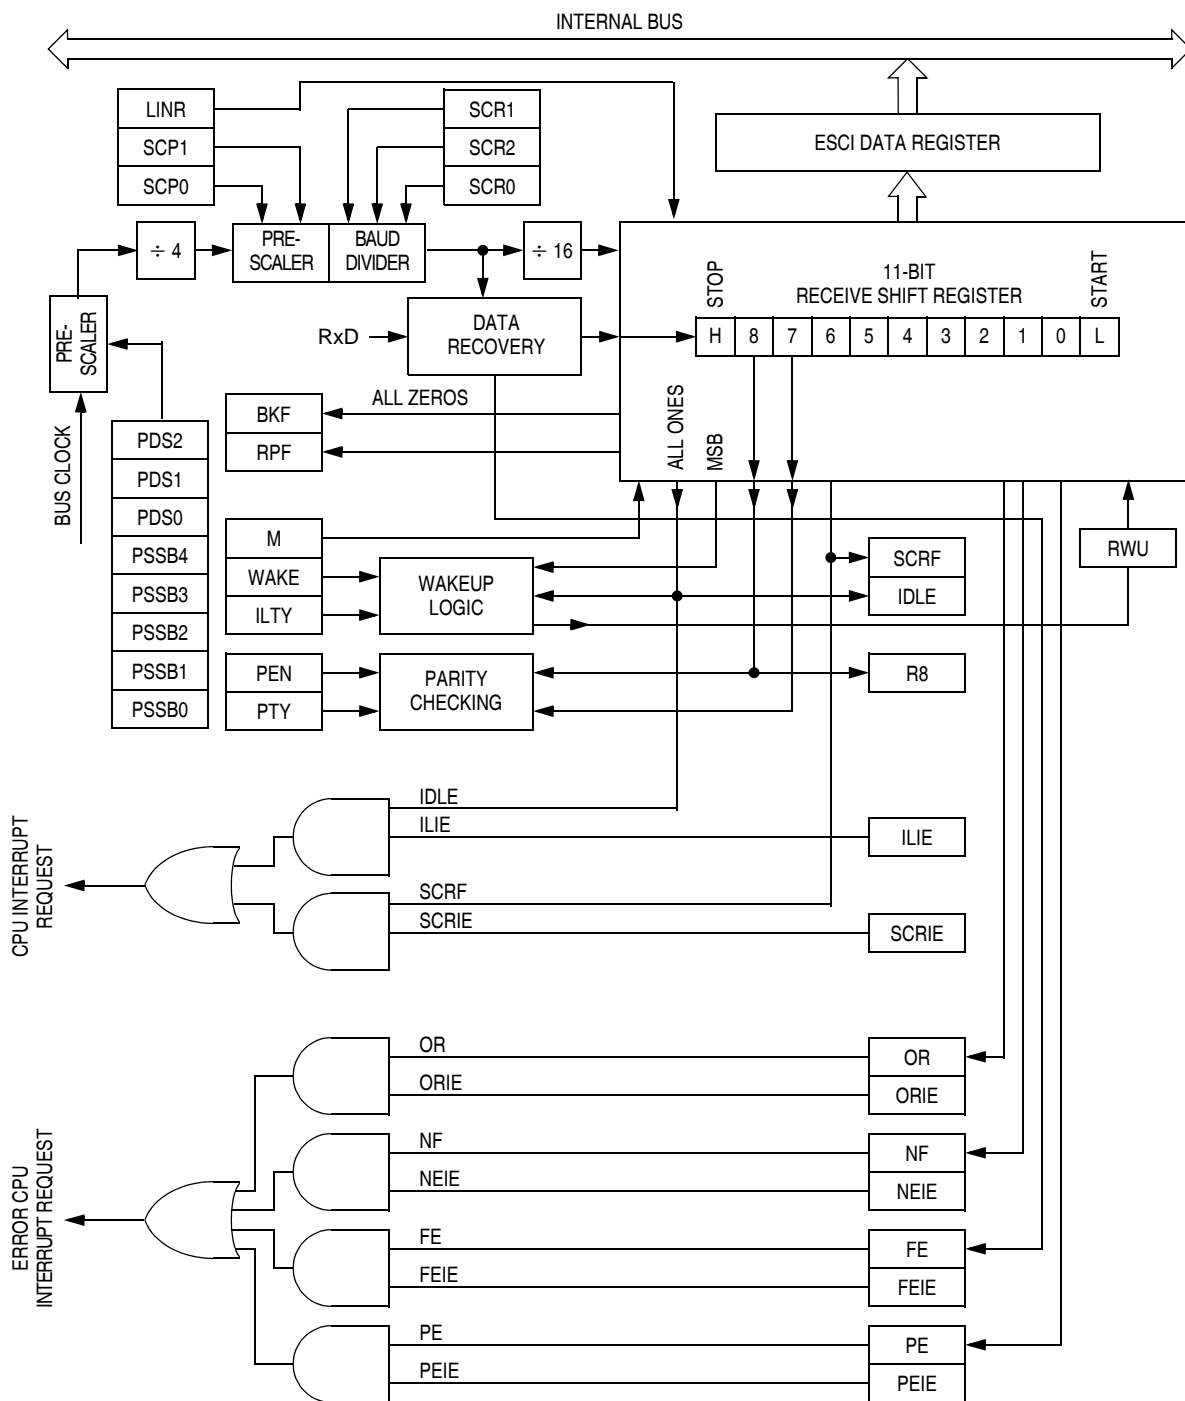 INTERNAL BUS
LINR
SCP1
SCP0
SCR1
SCR2
SCR0
ESCI DATA REGISTER
÷ 4
PRE-
SCALER
BAUD
DIVIDER
÷ 16
PRE-
SCALER
BUS CLOCK
RxD
DATA
RECOVERY
STOP
11-BIT
RECEIVE SHIFT REGISTER
START
H 8 7 6 5 4 3 2 1 0 L
ALL ZEROS
ALL ONES
MSB
BKF
RPF
PDS2
PDS1
PDS0
PSSB4
PSSB3
PSSB2
PSSB1
PSSB0
M
WAKE
ILTY
WAKEUP
LOGIC
SCRF
IDLE
RWU
PEN
PTY
PARITY
CHECKING
R8
CPU INTERRUPT
REQUEST
IDLE
ILIE
ILIE
SCRF
SCRIE
SCRIE
ERROR CPU
INTERRUPT REQUEST
OR
OR
ORIE
ORIE
NF
NF
NEIE
NEIE
FE
FE
FEIE
FEIE
PE
PE
PEIE
PEIE